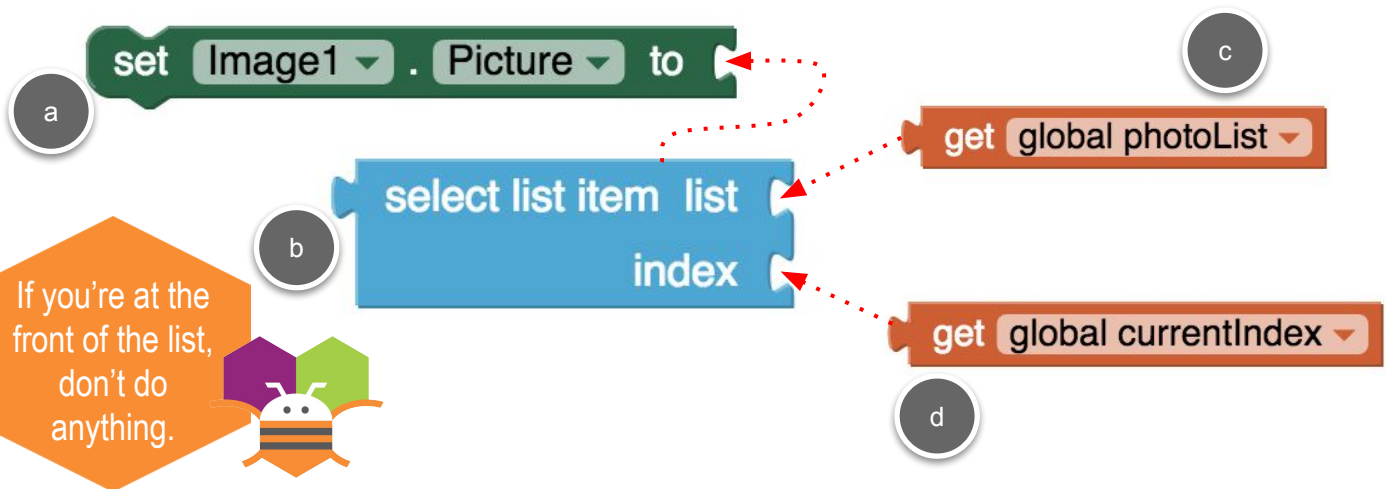 set Image1 . Picture to
a
c
get global photoList
select list item list
b
index
If you're at the
front of the list,
don't do
anything.
get global currentIndex
d